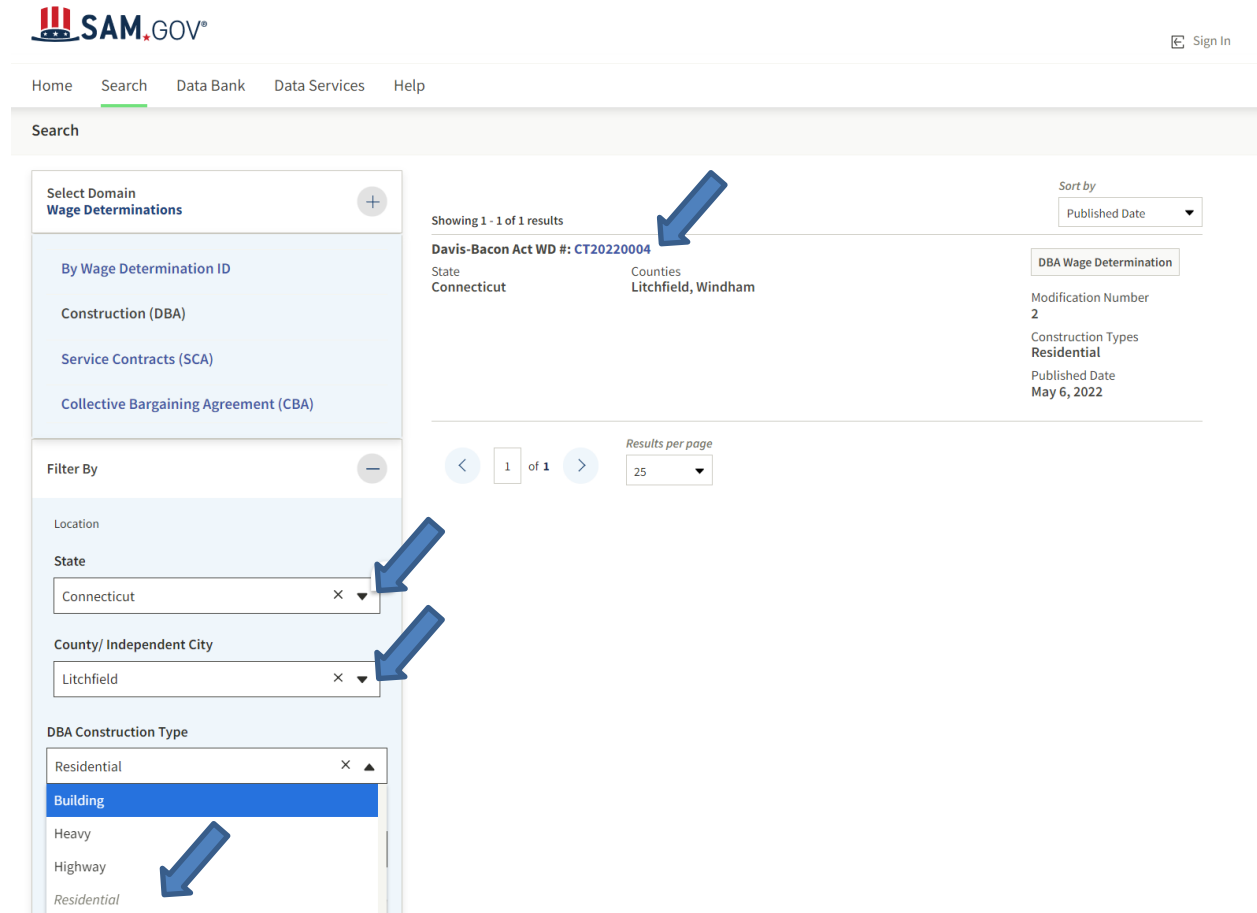 SAM.GOV®
Sign In
Home Search Data Bank Data Services Help
Search
Select Domain
Wage Determinations
By Wage Determination ID
Construction (DBA)
Service Contracts (SCA)
Collective Bargaining Agreement (CBA)
Filter By
Location
State
Connecticut
County/ Independent City
Litchfield
DBA Construction Type
Residential
Building
Heavy
Highway
Residential
Sort by
Published Date
Showing 1 - 1 of 1 results
Davis-Bacon Act WD #: CT20220004
State
Connecticut
Counties
Litchfield, Windham
DBA Wage Determination
Modification Number
2
Construction Types
Residential
Published Date
May 6, 2022
1 of 1
Results per page
25